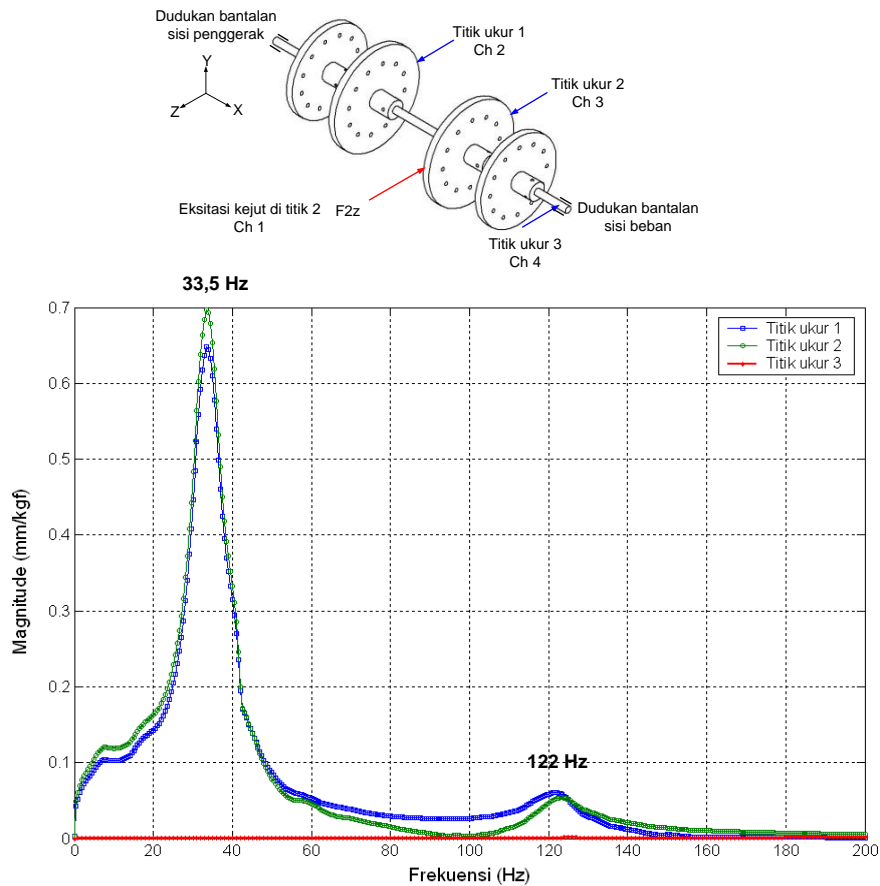 Dudukan bantalan
sisi penggerak
Titik ukur 1
Ch 2
Y
Z
X
Titik ukur 2
Ch 3
Eksitasi kejut di titik 2
Ch 1
F2z
Dudukan bantalan
sisi beban
Titik ukur 3
Ch 4
33,5 Hz
122 Hz
Titik ukur 1
Titik ukur 2
Titik ukur 3
Magnitude (mm/kgf)
0.7
0.6
0.5
0.4
0.3
0.2
0.1
0
0 20 40 60 80 100 120 140 160 180 200
Frekuensi (Hz)